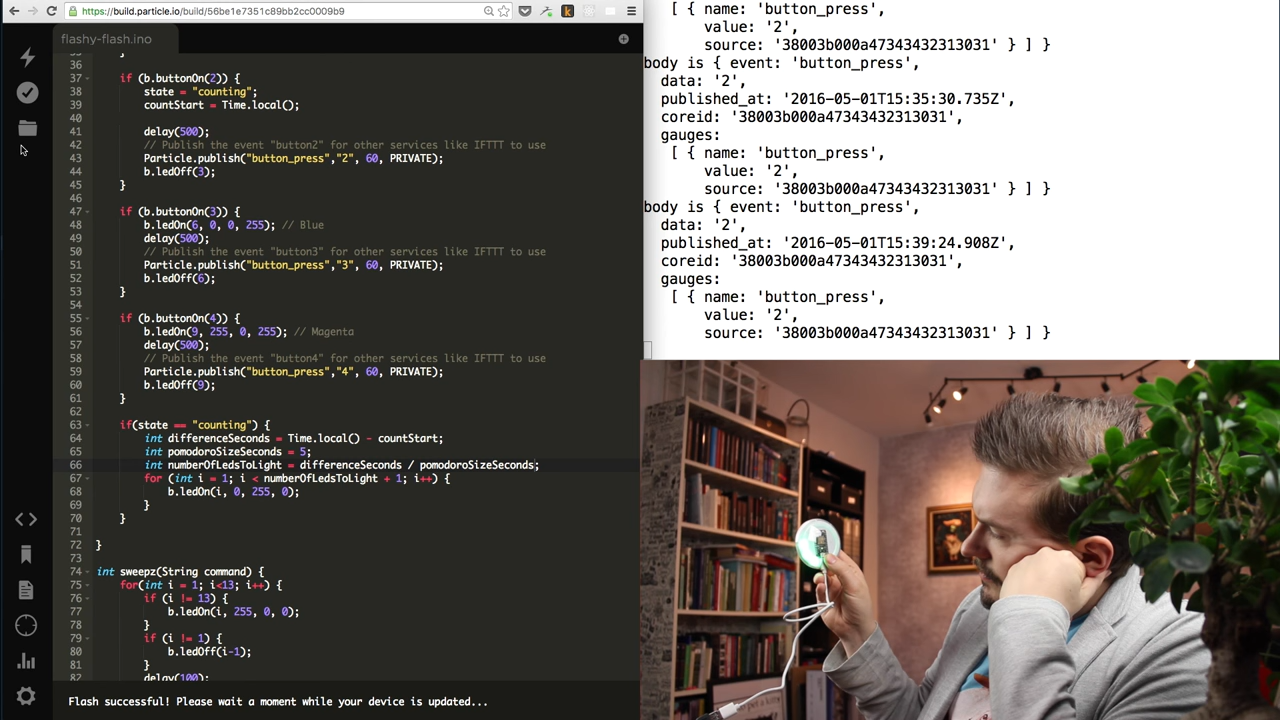 https://build.particle.io/build/56be1e7351c89bb2cc0009b9
flashy-flash.ino
36
37 if (b.buttonOn(2)) {
38 state = "counting";
39 countStart = Time.local();
40
41 delay(500);
42 // Publish the event "button2" for other services like IFTTT to use
43 Particle.publish("button_press","2", 60, PRIVATE);
44 b.ledOff(3);
45 }
46
47 if (b.buttonOn(3)) {
48 b.ledOn(6, 0, 0, 255); // Blue
49 delay(500);
50 // Publish the event "button3" for other services like IFTTT to use
51 Particle.publish("button_press","3", 60, PRIVATE);
52 b.ledOff(6);
53 }
54
55 if (b.buttonOn(4)) {
56 b.ledOn(9, 255, 0, 255); // Magenta
57 delay(500);
58 // Publish the event "button4" for other services like IFTTT to use
59 Particle.publish("button_press","4", 60, PRIVATE);
60 b.ledOff(9);
61 }
62
63 if(state == "counting") {
64 int differenceSeconds = Time.local() - countStart;
65 int pomodoroSizeSeconds = 5;
66 int numberOfLedsToLight = differenceSeconds / pomodoroSizeSeconds;
67 for (int i = 1; i < numberOfLedsToLight + 1; i++) {
68 b.ledOn(i, 0, 255, 0);
69 }
70 }
71
72 }
73
74 int sweepz(String command) {
75 for(int i = 1; i<13; i++) {
76 if (i != 13) {
77 b.ledOn(i, 255, 0, 0);
78 }
79 if (i != 1) {
80 b.ledOff(i-1);
81 }
82 delay(100);
Flash successful! Please wait a moment while your device is updated...
[ { name: 'button_press',
value: '2',
source: '38003b000a47343432313031' } ] }
body is { event: 'button_press',
data: '2',
published_at: '2016-05-01T15:35:30.735Z',
coreid: '38003b000a47343432313031',
gauges:
[ { name: 'button_press',
value: '2',
source: '38003b000a47343432313031' } ] }
body is { event: 'button_press',
data: '2',
published_at: '2016-05-01T15:39:24.908Z',
coreid: '38003b000a47343432313031',
gauges:
[ { name: 'button_press',
value: '2',
source: '38003b000a47343432313031' } ] }